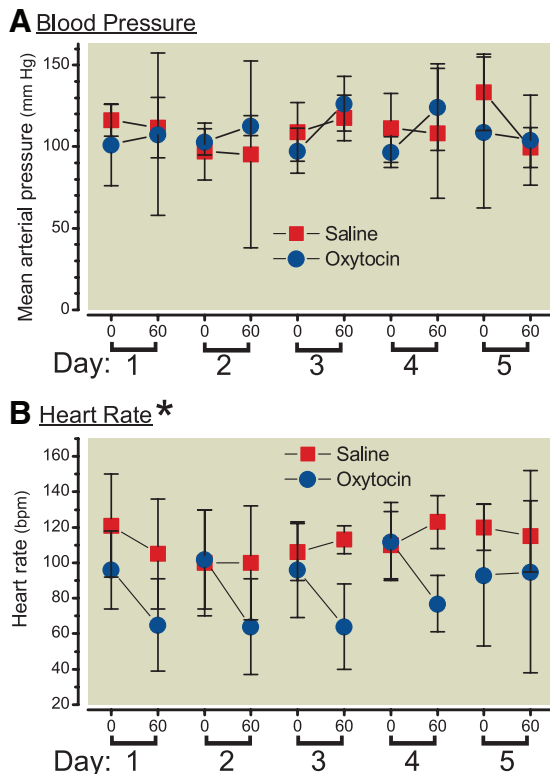 A Blood Pressure
Mean arterial pressure (mm Hg)
150
100
50
0
Saline
Oxytocin
0 60 0 60 0 60 0 60 0 60
Day: 1 2 3 4 5
B Heart Rate *
Heart rate (bpm)
160
140
120
100
80
60
40
20
Saline
Oxytocin
0 60 0 60 0 60 0 60 0 60
Day: 1 2 3 4 5